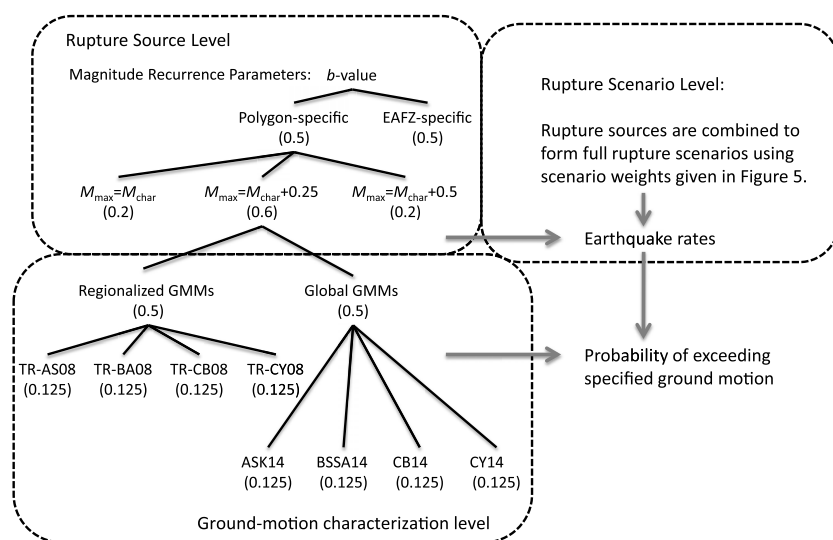 Rupture Source Level
Magnitude Recurrence Parameters: b-value
Polygon-specific
(0.5)
EAFZ-specific
(0.5)
Mmax=Mchar
(0.2)
Mmax=Mchar+0.25
(0.6)
Mmax=Mchar+0.5
(0.2)
Rupture Scenario Level:
Rupture sources are combined to
form full rupture scenarios using
scenario weights given in Figure 5.
Earthquake rates
Regionalized GMMs
(0.5)
Global GMMs
(0.5)
TR-AS08
(0.125)
TR-BA08
(0.125)
TR-CB08
(0.125)
TR-CY08
(0.125)
Probability of exceeding
specified ground motion
ASK14
(0.125)
BSSA14
(0.125)
CB14
(0.125)
CY14
(0.125)
Ground-motion characterization level